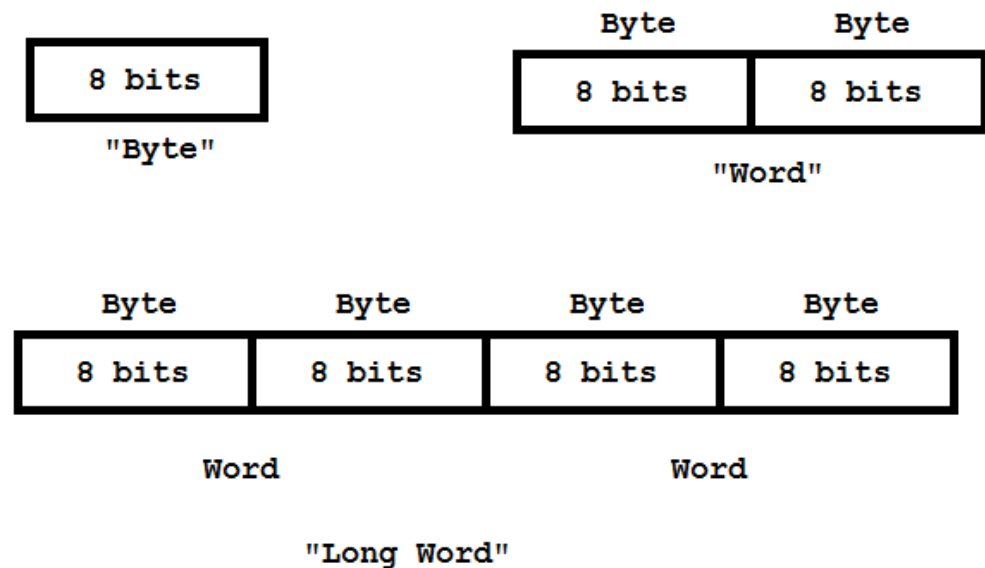 Byte Byte
8 bits
8 bits 8 bits
"Byte"
"Word"
Byte Byte Byte Byte
8 bits 8 bits 8 bits 8 bits
Word Word
"Long Word"